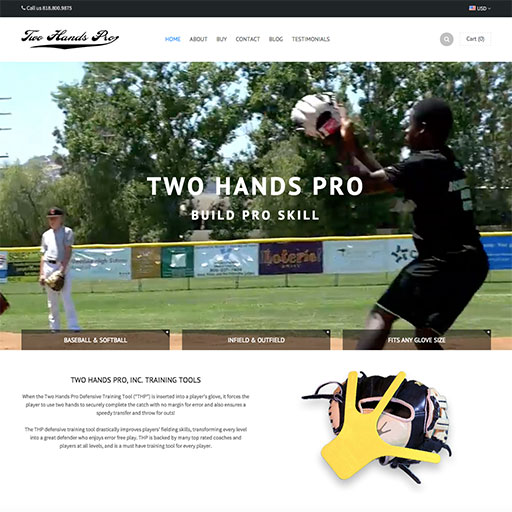 Call us 818.800.9875
USD
Two Hands Pro
HOME ABOUT BUY CONTACT BLOG TESTIMONIALS
Cart (0)
TWO HANDS PRO
BUILD PRO SKILL
BASEBALL & SOFTBALL
INFIELD & OUTFIELD
FITS ANY GLOVE SIZE
TWO HANDS PRO, INC. TRAINING TOOLS
When the Two Hands Pro Defensive Training Tool ("THP") is inserted into a player's glove, it forces the
player to use two hands to securely complete the catch with no margin for error and also ensures a
speedy transfer and throw for outs!
The THP defensive training tool drastically improves players' fielding skills, transforming every level
into a great defender who enjoys error free play. THP is backed by many top rated coaches and
players at all levels, and is a must have training tool for every player.